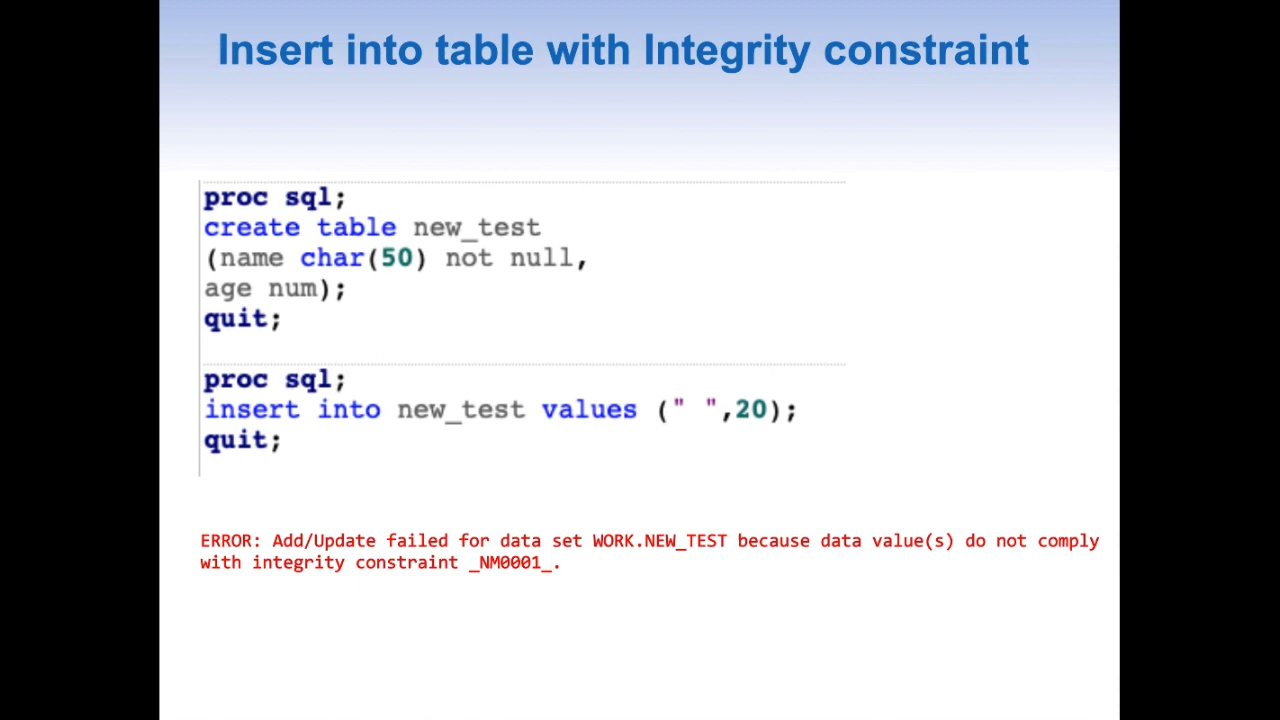 Insert into table with Integrity constraint
proc sql;
create table new_test
(name char(50) not null,
age num);
quit;
proc sql;
insert into new_test values (" ",20);
quit;
ERROR: Add/Update failed for data set WORK.NEW_TEST because data value(s) do not comply
with integrity constraint _NM0001_.